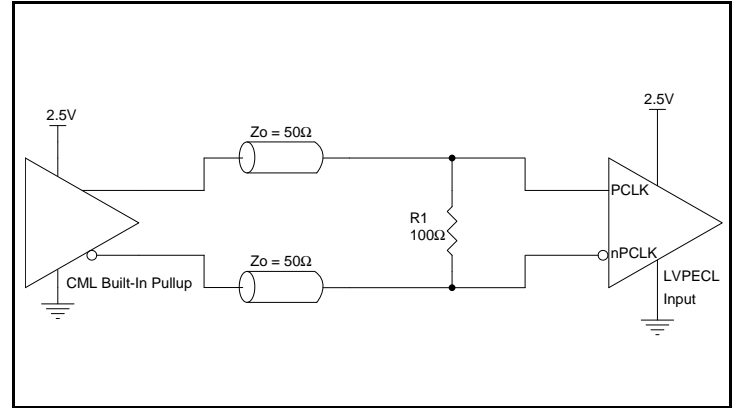 2.5V
2.5V
Zo = 50Ω
PCLK
R1
100Ω
Zo = 50Ω
nPCLK
CML Built-In Pullup
LVPECL
Input